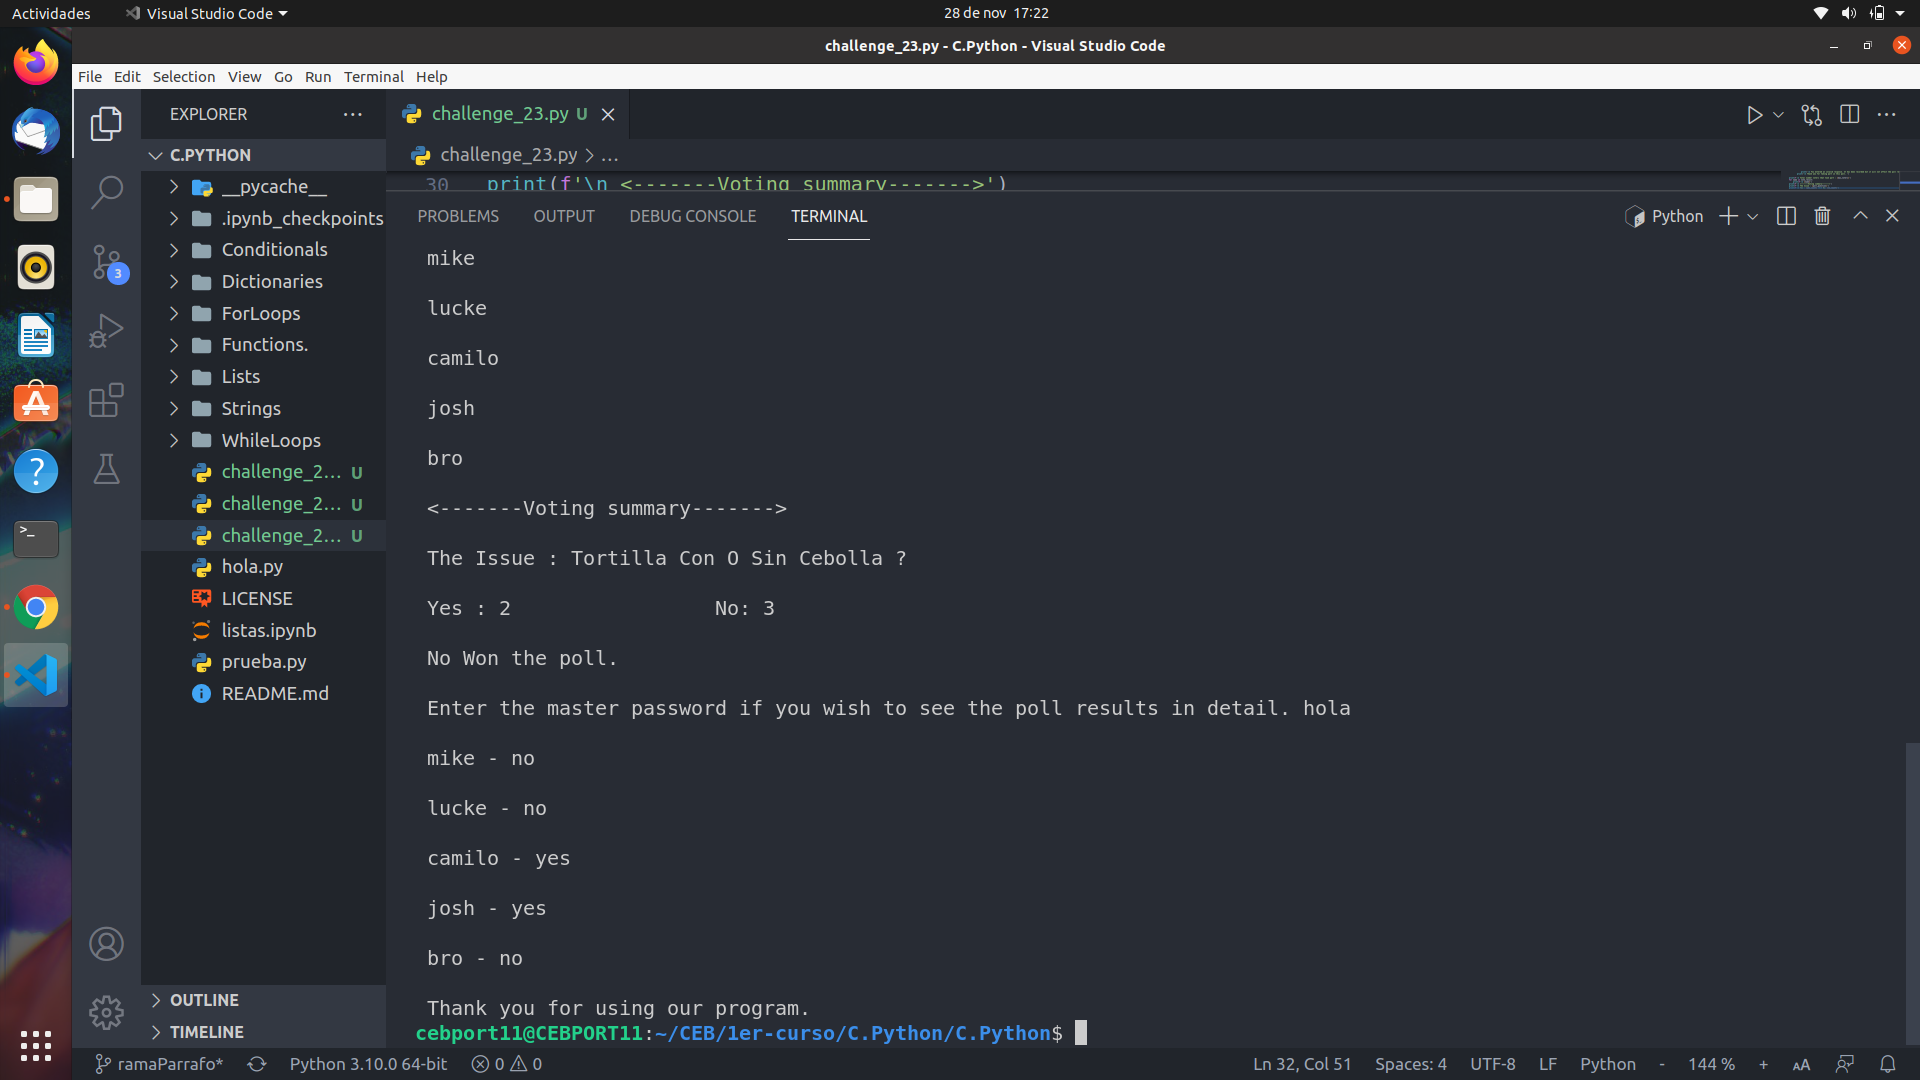 Actividades
Visual Studio Code
28 de nov 17:22
challenge_23.py - C.Python - Visual Studio Code
File Edit Selection View Go Run Terminal Help
EXPLORER
challenge_23.py U
C.PYTHON
challenge_23.py > ...
__pycache__
.ipynb_checkpoints
Conditionals
Dictionaries
ForLoops
Functions.
Lists
Strings
WhileLoops
challenge_2... U
challenge_2... U
challenge_2... U
hola.py
LICENSE
listas.ipynb
prueba.py
README.md
OUTLINE
TIMELINE
3
30 print(f'\n <-------Voting summary------->')
PROBLEMS OUTPUT DEBUG CONSOLE TERMINAL
Python
mike
lucke
camilo
josh
bro
<-------Voting summary------->
The Issue : Tortilla Con O Sin Cebolla ?
Yes : 2 No: 3
No Won the poll.
Enter the master password if you wish to see the poll results in detail. hola
mike - no
lucke - no
camilo - yes
josh - yes
bro - no
Thank you for using our program.
cebport11@CEBPORT11:~/CEB/1er-curso/C.Python/C.Python$
ramaParrafo* Python 3.10.0 64-bit 0 0 Ln 32, Col 51 Spaces: 4 UTF-8 LF Python - 144 % + AA